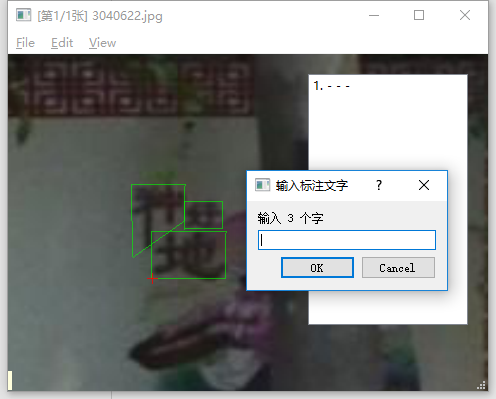 [第1/1张] 3040622.jpg
File Edit View
1. - - -
输入标注文字 ?
输入 3 个字
OK Cancel
地